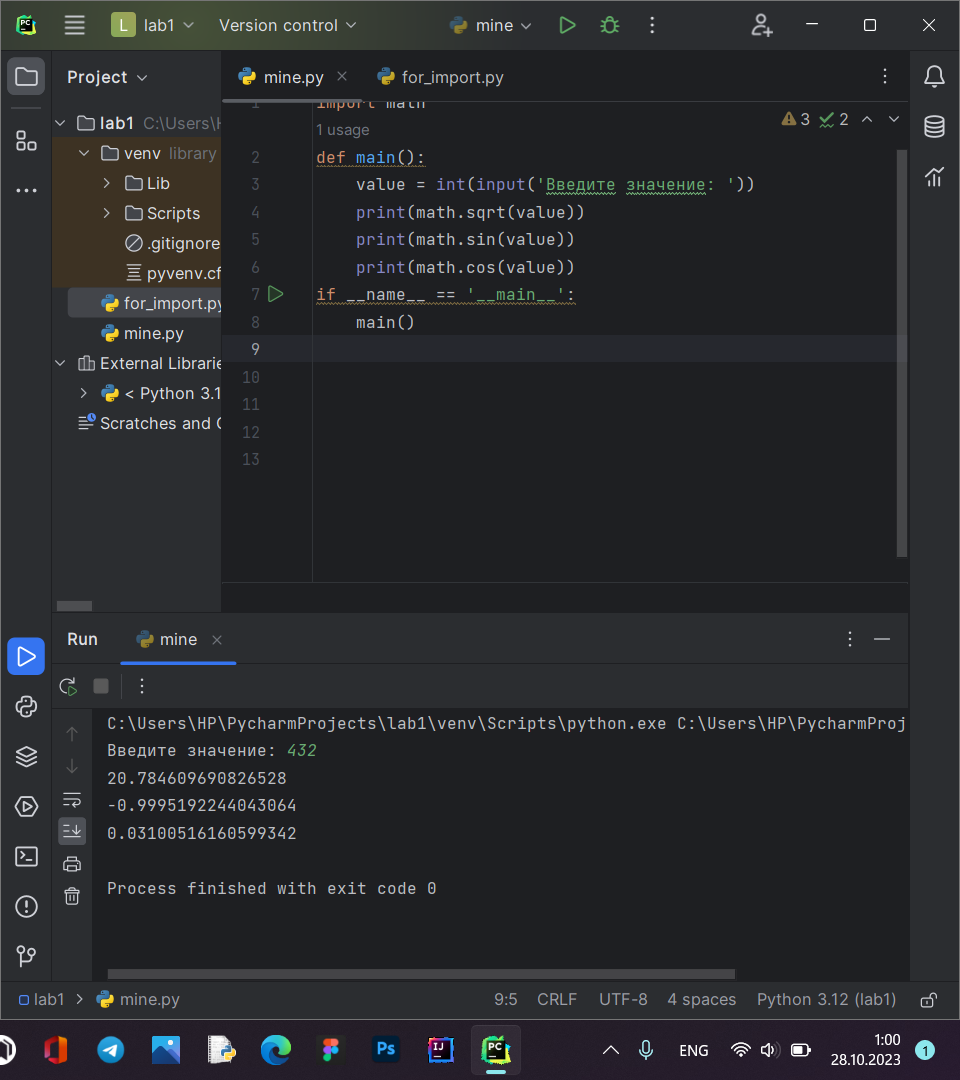 L lab1 Version control mine
Project
lab1 C:\Users\H
venv library
Lib
Scripts
.gitignore
pyvenv.cf
for_import.py
mine.py
External Librarie
< Python 3.1
Scratches and C
mine.py for_import.py
3 2
1 import math
1 usage
2 def main():
3 value = int(input('Введите значение: '))
4 print(math.sqrt(value))
5 print(math.sin(value))
6 print(math.cos(value))
7 if __name__ == '__main__':
8 main()
9
10
11
12
13
Run mine
C:\Users\HP\PycharmProjects\lab1\venv\Scripts\python.exe C:\Users\HP\PycharmProj
Введите значение: 432
20.784609690826528
-0.9995192244043064
0.03100516160599342
Process finished with exit code 0
lab1 > mine.py 9:5 CRLF UTF-8 4 spaces Python 3.12 (lab1)
Ps IJ PC ENG 1:00
28.10.2023 1